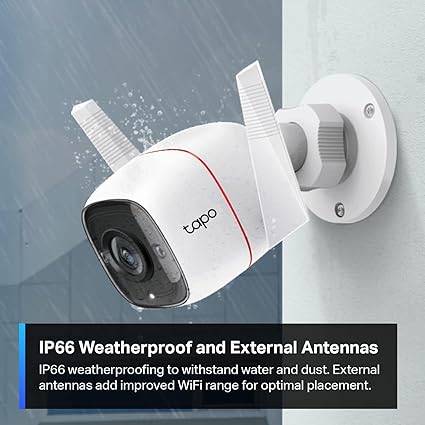 tapo
IP66 Weatherproof and External Antennas
IP66 weatherproofing to withstand water and dust. External
antennas add improved WiFi range for optimal placement.